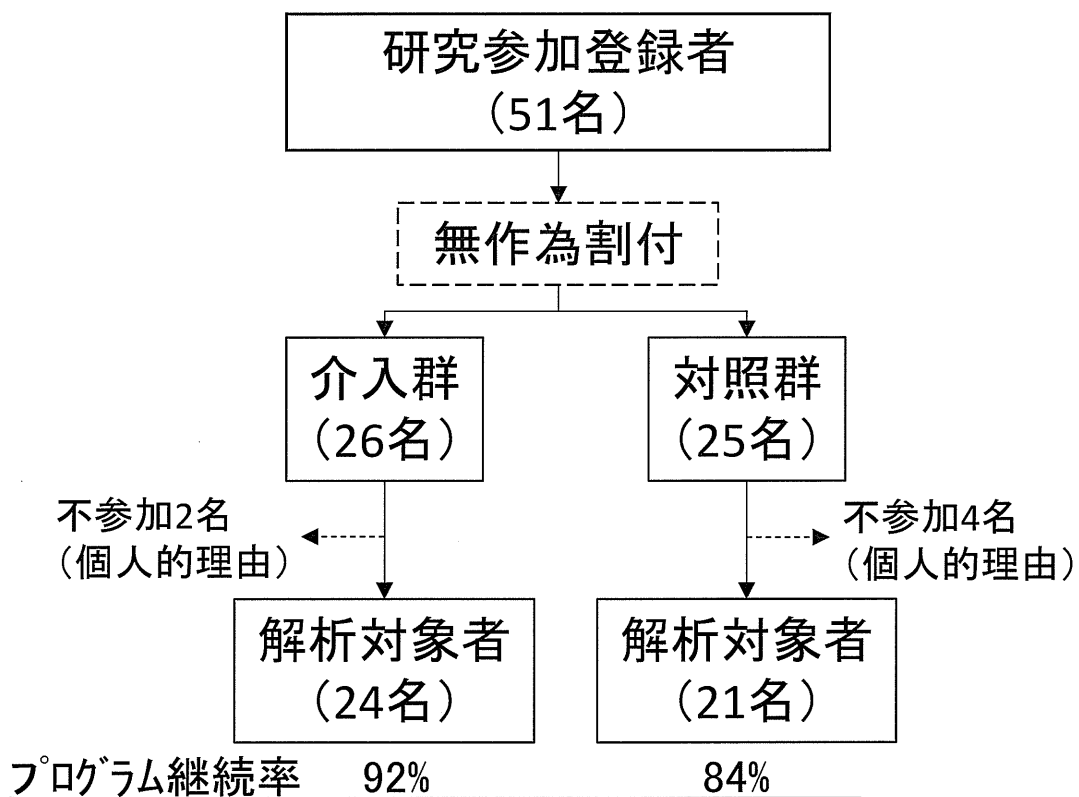 研究参加登録者
（51名）
無作為割付
介入群
（26名）
対照群
（25名）
不参加2名
（個人的理由）
不参加4名
（個人的理由）
解析対象者
（24名）
解析対象者
（21名）
プログラム継続率 92% 84%